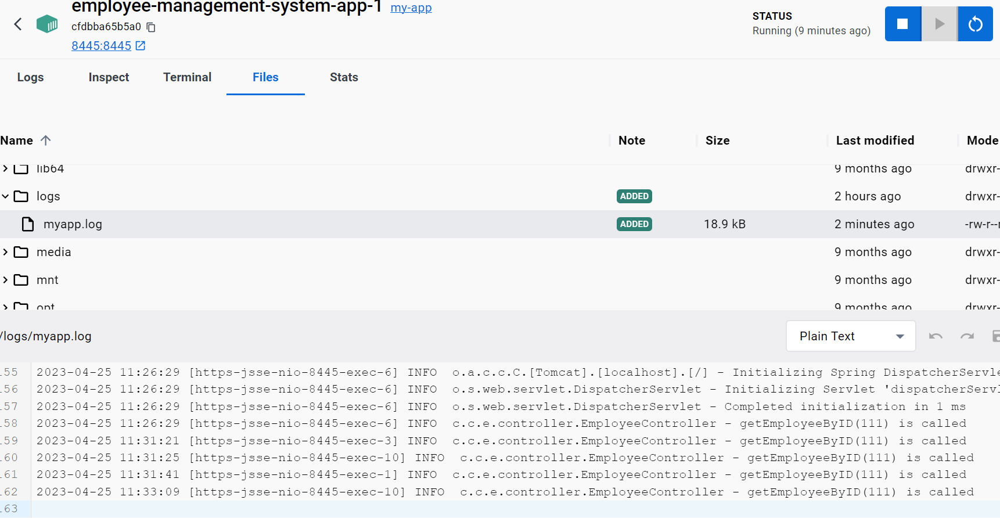 employee-management-system-app-1 my-app
cfdbba65b5a0
8445:8445
STATUS
Running (9 minutes ago)
Logs Inspect Terminal Files Stats
Name Note Size Last modified Mode
lib64 9 months ago drwxr-
logs ADDED 2 hours ago drwxr-
myapp.log ADDED 18.9 kB 2 minutes ago -rw-r--r
media 9 months ago drwxr-
mnt 9 months ago drwxr-
opt 9 months ago drwxr-
/logs/myapp.log Plain Text
155 2023-04-25 11:26:29 [https-jsse-nio-8445-exec-6] INFO o.a.c.c.C.[Tomcat].[localhost].[/] - Initializing Spring DispatcherServle
156 2023-04-25 11:26:29 [https-jsse-nio-8445-exec-6] INFO o.s.web.servlet.DispatcherServlet - Initializing Servlet 'dispatcherServl
157 2023-04-25 11:26:29 [https-jsse-nio-8445-exec-6] INFO o.s.web.servlet.DispatcherServlet - Completed initialization in 1 ms
158 2023-04-25 11:26:29 [https-jsse-nio-8445-exec-6] INFO c.c.e.controller.EmployeeController - getEmployeeByID(111) is called
159 2023-04-25 11:31:21 [https-jsse-nio-8445-exec-3] INFO c.c.e.controller.EmployeeController - getEmployeeByID(111) is called
160 2023-04-25 11:31:25 [https-jsse-nio-8445-exec-10] INFO c.c.e.controller.EmployeeController - getEmployeeByID(111) is called
161 2023-04-25 11:31:41 [https-jsse-nio-8445-exec-1] INFO c.c.e.controller.EmployeeController - getEmployeeByID(111) is called
162 2023-04-25 11:33:09 [https-jsse-nio-8445-exec-10] INFO c.c.e.controller.EmployeeController - getEmployeeByID(111) is called
163